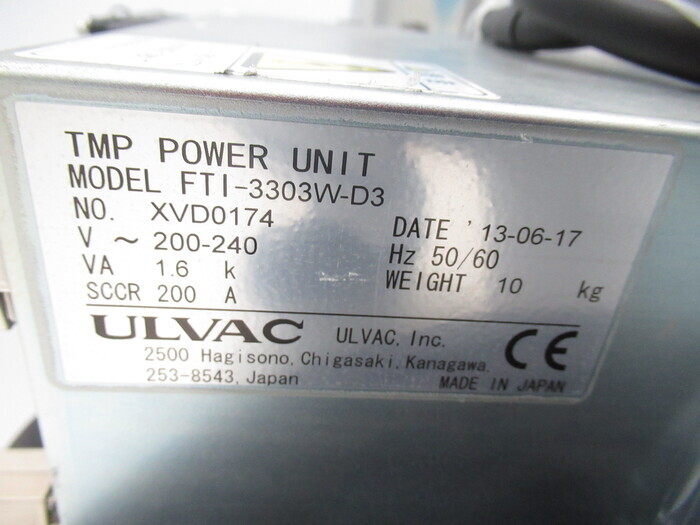 TMP POWER UNIT
MODEL FTI-3303W-D3
NO. XVD0174
DATE '13-06-17
V ~ 200-240
Hz 50/60
VA 1.6 k
WEIGHT 10 kg
SCCR 200 A
ULVAC ULVAC, Inc.
2500 Hagisono, Chigasaki, Kanagawa,
253-8543, Japan
CE
MADE IN JAPAN